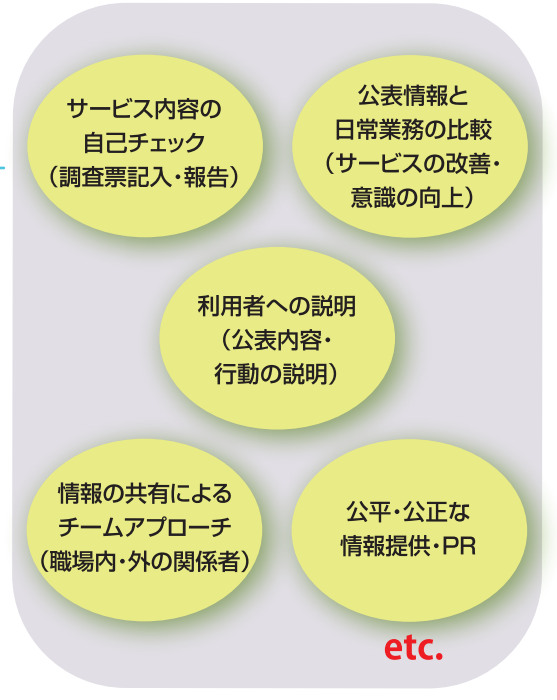 サービス内容の
自己チェック
（調査票記入・報告）
公表情報と
日常業務の比較
（サービスの改善・
意識の向上）
利用者への説明
（公表内容・
行動の説明）
情報の共有による
チームアプローチ
（職場内・外の関係者）
公平・公正な
情報提供・PR
etc.